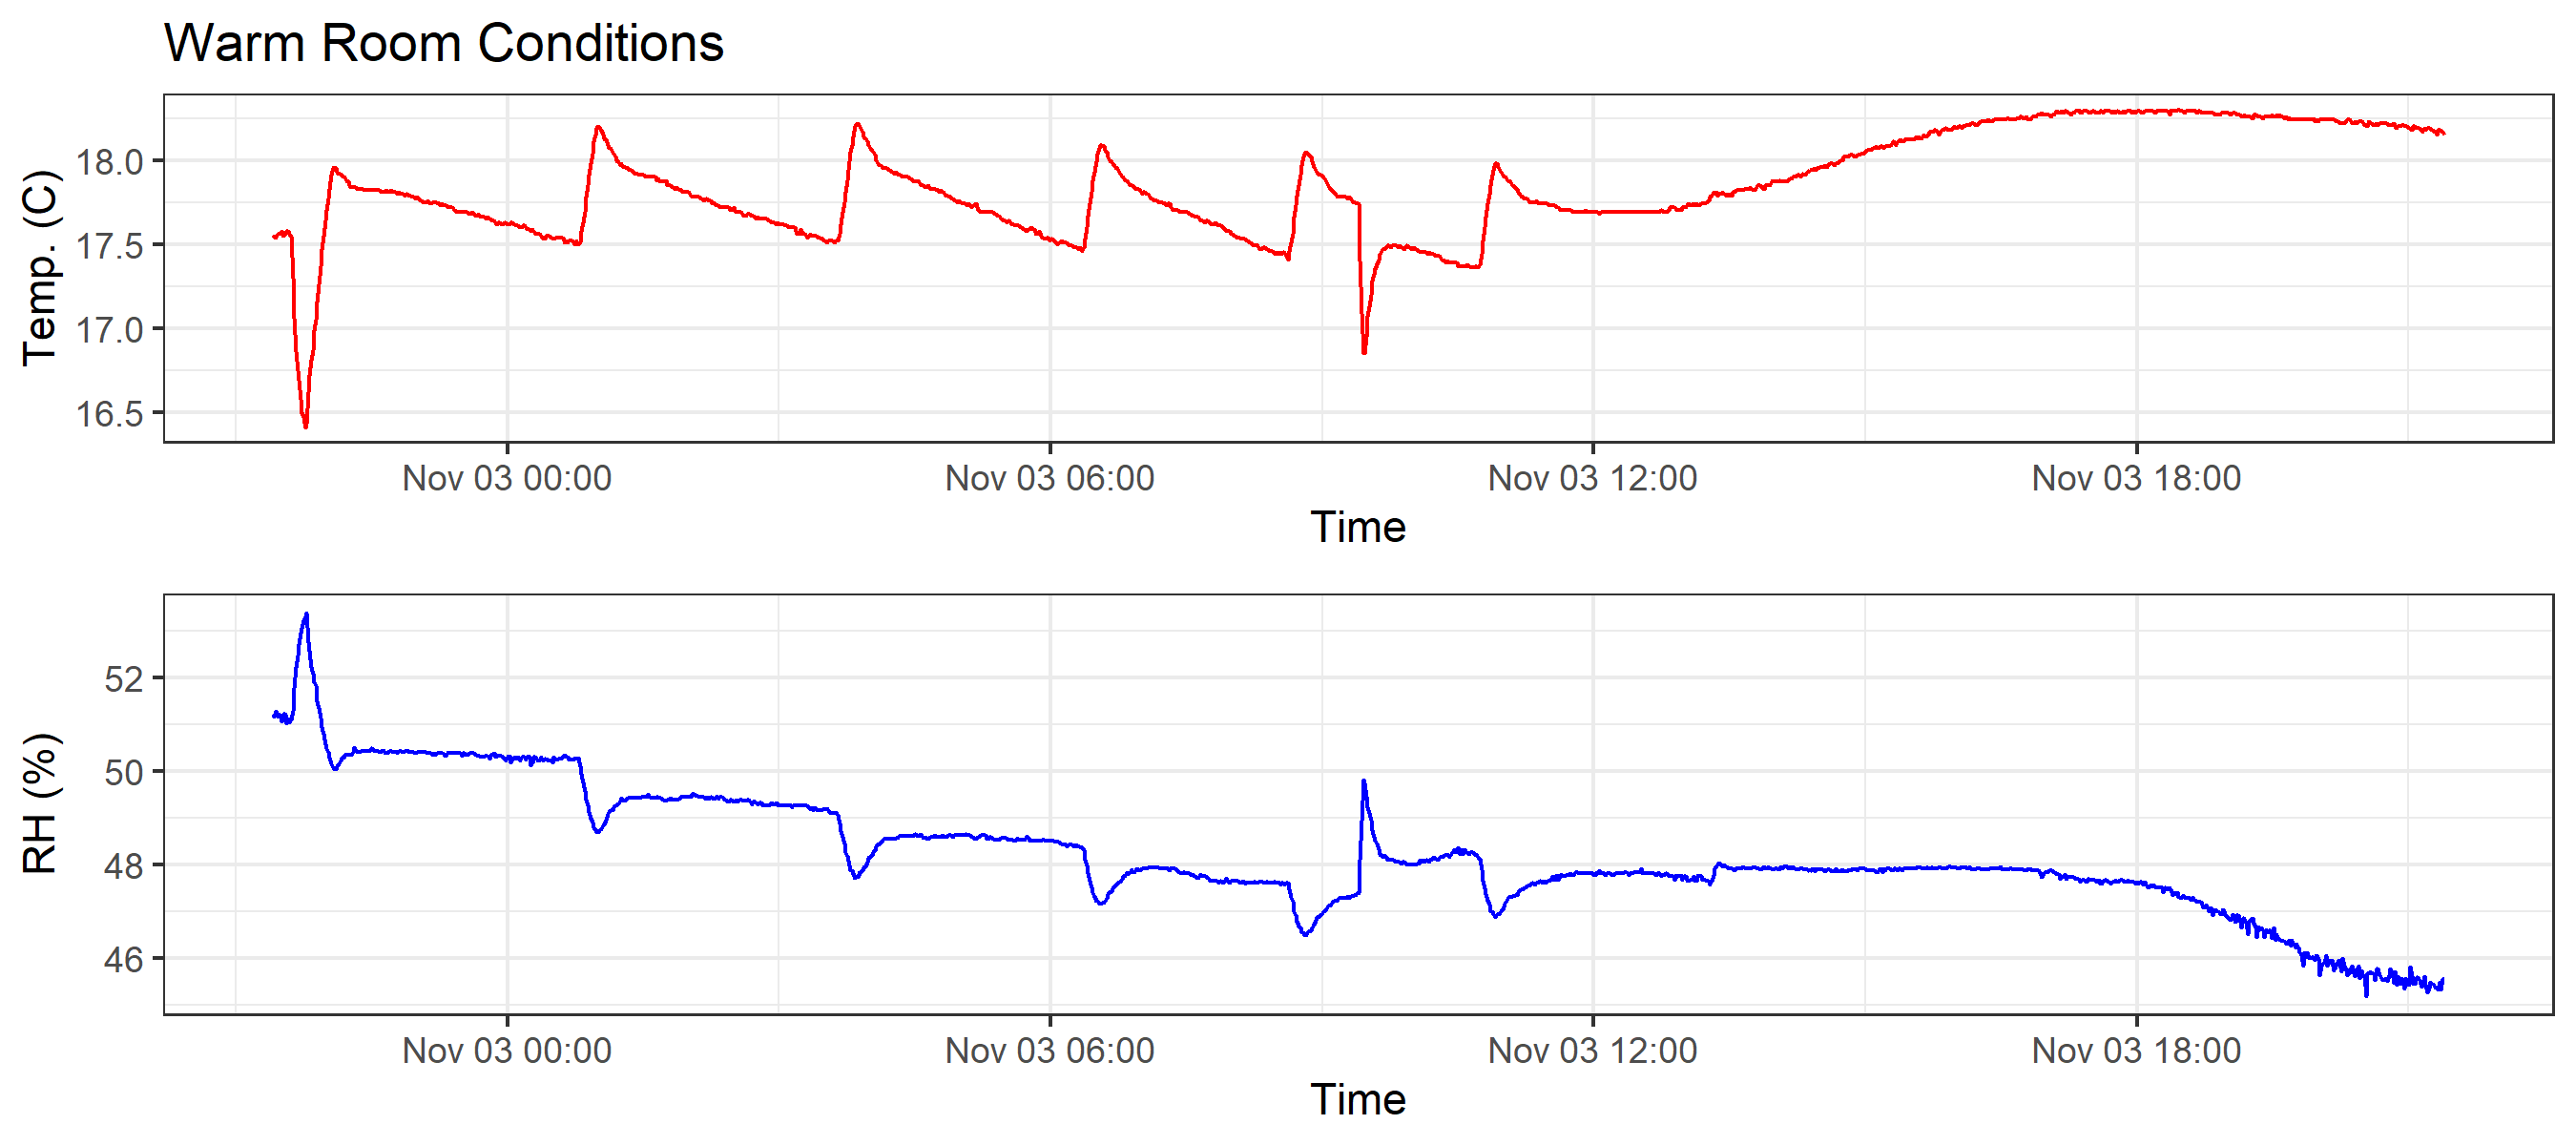 Warm Room Conditions
Temp. (C)
18.0
17.5
17.0
16.5
Nov 03 00:00 Nov 03 06:00 Nov 03 12:00 Nov 03 18:00
Time
RH (%)
52
50
48
46
Nov 03 00:00 Nov 03 06:00 Nov 03 12:00 Nov 03 18:00
Time